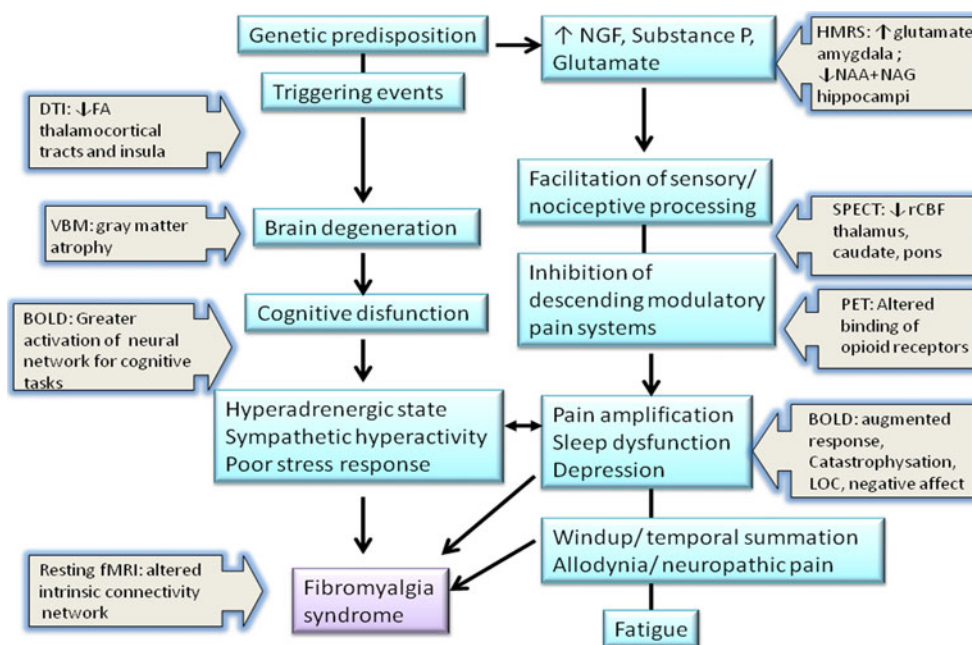 Genetic predisposition
Triggering events
DTI: ↓FA
thalamocortical
tracts and insula
VBM: gray matter
atrophy
Brain degeneration
Cognitive disfunction
BOLD: Greater
activation of neural
network for cognitive
tasks
Hyperadrenergic state
Sympathetic hyperactivity
Poor stress response
Resting fMRI: altered
intrinsic connectivity
network
Fibromyalgia
syndrome
↑ NGF, Substance P,
Glutamate
HMRS: ↑glutamate
amygdala ;
↓NAA+NAG
hippocampi
Facilitation of sensory/
nociceptive processing
SPECT: ↓ rCBF
thalamus,
caudate, pons
Inhibition of
descending modulatory
pain systems
PET: Altered
binding of
opioid receptors
Pain amplification
Sleep dysfunction
Depression
BOLD: augmented
response,
Catastrophysation,
LOC, negative affect
Windup/ temporal summation
Allodynia/ neuropathic pain
Fatigue